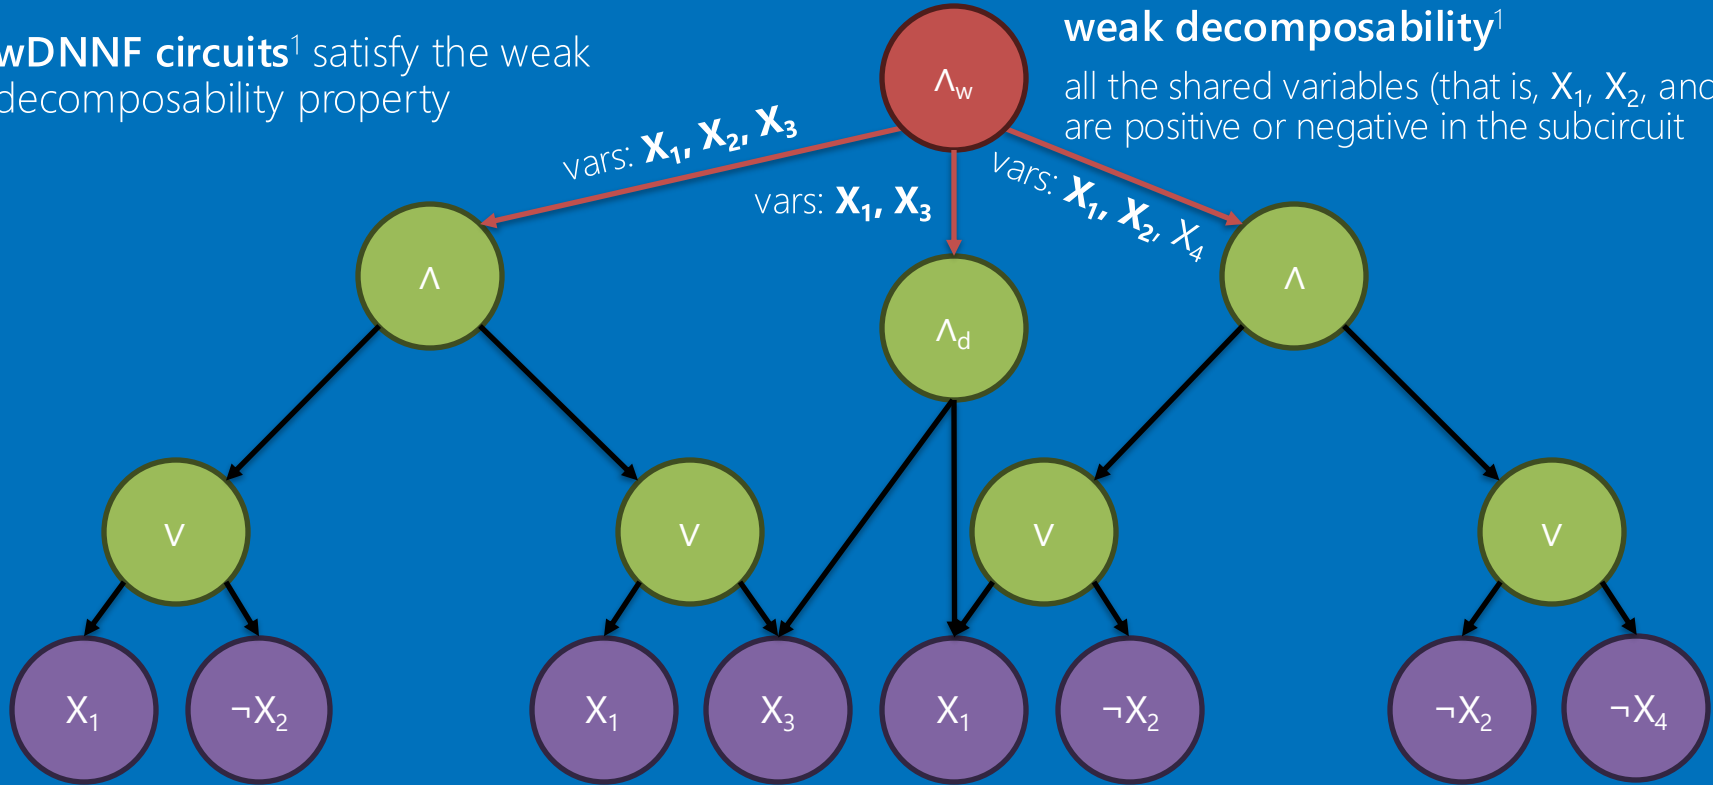 wDNNF circuits¹ satisfy the weak
decomposability property
weak decomposability¹
all the shared variables (that is, X₁, X₂, and
are positive or negative in the subcircuit
Λw
vars: X₁, X₂, X₃
vars: X₁, X₃
vars: X₁, X₂, X₄
Λ
Λd
Λ
V
V
V
V
X₁
¬X₂
X₁
X₃
X₁
¬X₂
¬X₂
¬X₄